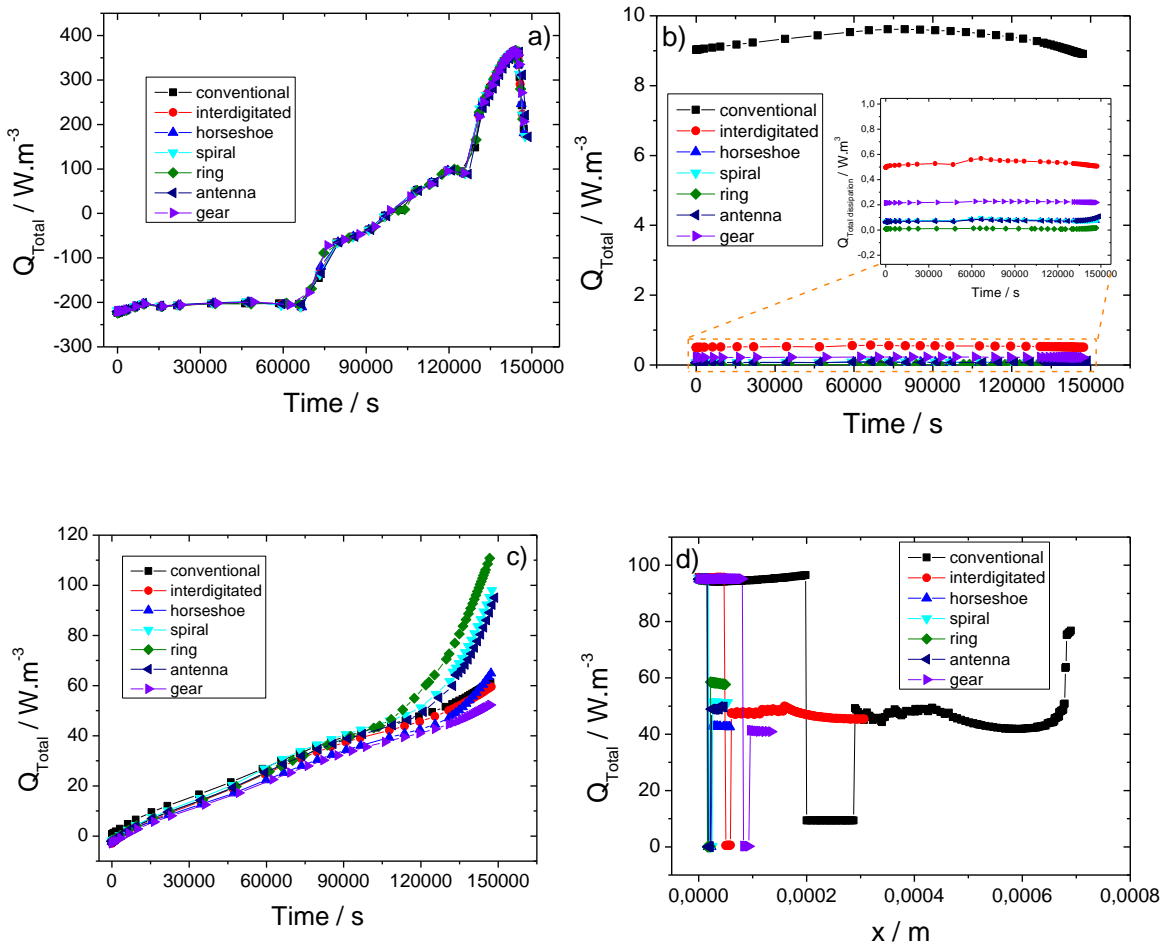 a)
Q_Total / W.m^-3
400
300
200
100
0
-100
-200
-300
conventional
interdigitated
horseshoe
spiral
ring
antenna
gear
0 30000 60000 90000 120000 150000
Time / s
b)
Q_Total / W.m^-3
10
8
6
4
2
0
conventional
interdigitated
horseshoe
spiral
ring
antenna
gear
Q_Total dissipation / W.m^-3
1,0
0,8
0,6
0,4
0,2
0,0
-0,2
0 30000 60000 90000 120000 150000
Time / s
0 30000 60000 90000 120000 150000
Time / s
c)
Q_Total / W.m^-3
120
100
80
60
40
20
0
conventional
interdigitated
horseshoe
spiral
ring
antenna
gear
0 30000 60000 90000 120000 150000
Time / s
d)
Q_Total / W.m^-3
100
80
60
40
20
0
conventional
interdigitated
horseshoe
spiral
ring
antenna
gear
0,0000 0,0002 0,0004 0,0006 0,0008
x / m